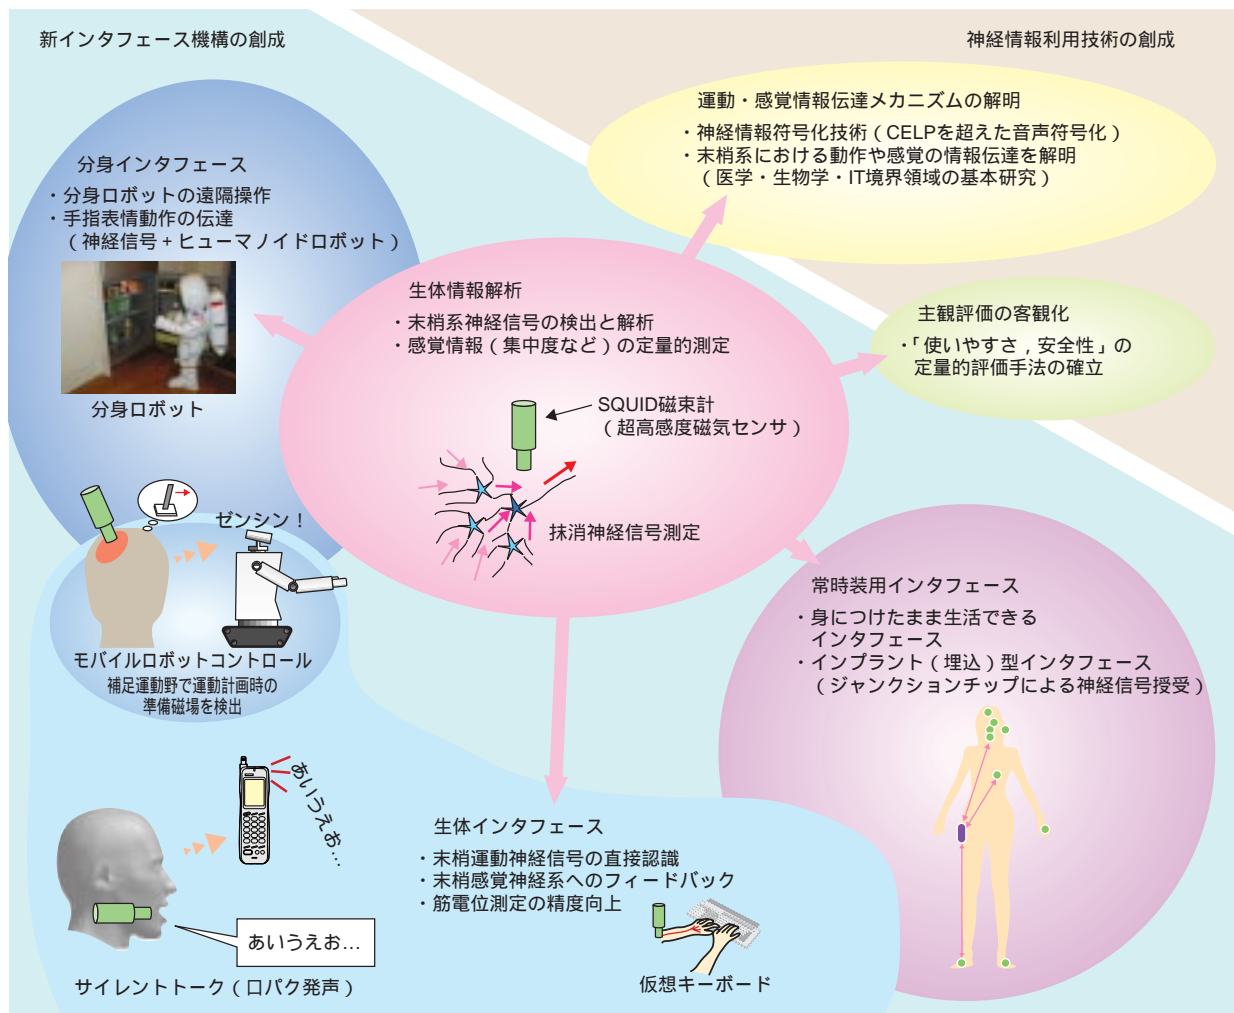 新インタフェース機構の創成
神経情報利用技術の創成
運動・感覚情報伝達メカニズムの解明
・神経情報符号化技術（CELPを超えた音声符号化）
・末梢系における動作や感覚の情報伝達を解明
（医学・生物学・IT境界領域の基本研究）
分身インタフェース
・分身ロボットの遠隔操作
・手指表情動作の伝達
（神経信号+ヒューマノイドロボット）
分身ロボット
生体情報解析
・末梢系神経信号の検出と解析
・感覚情報（集中度など）の定量的測定
SQUID磁束計
（超高感度磁気センサ）
抹消神経信号測定
主観評価の客観化
・「使いやすさ，安全性」の
定量的評価手法の確立
ゼンシン！
モバイルロボットコントロール
補足運動野で運動計画時の
準備磁場を検出
常時装用インタフェース
・身につけたまま生活できる
インタフェース
・インプラント（埋込）型インタフェース
（ジャンクションチップによる神経信号授受）
あいうえお…
あいうえお…
サイレントトーク（口パク発声）
生体インタフェース
・末梢運動神経信号の直接認識
・末梢感覚神経系へのフィードバック
・筋電位測定の精度向上
仮想キーボード